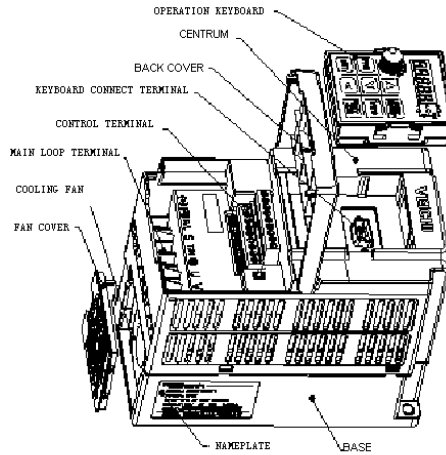 OPERATION KEYBOARD
CENTRUM
BACK COVER
KEYBOARD CONNECT TERMINAL
CONTROL TERMINAL
MAIN LOOP TERMINAL
COOLING FAN
FAN COVER
NAMEPLATE
BASE